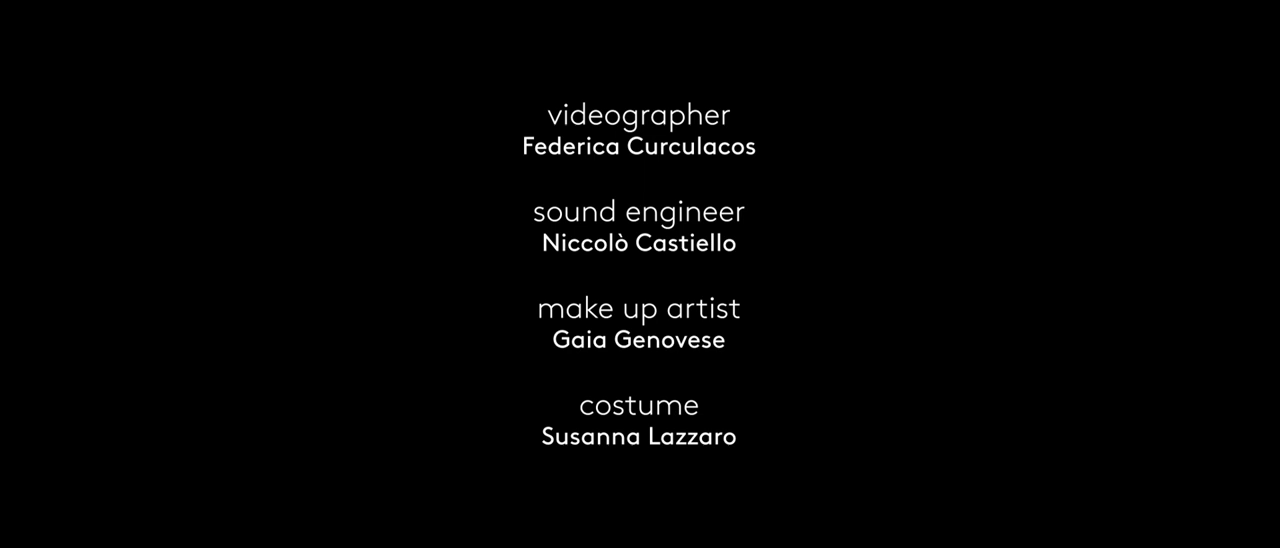 videographer
Federica Curculacos
sound engineer
Niccolò Castiello
make up artist
Gaia Genovese
costume
Susanna Lazzaro